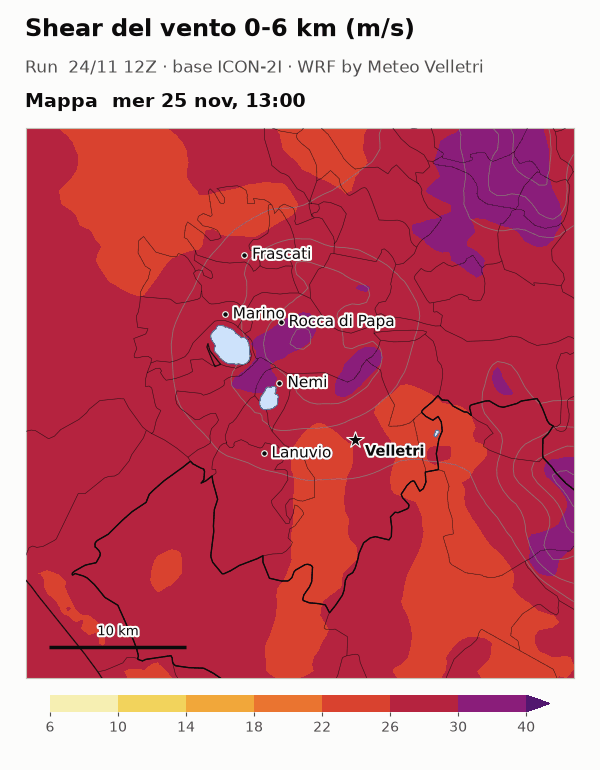 Shear del vento 0-6 km (m/s)
Run  24/11 12Z · base ICON-2I · WRF by Meteo Velletri
Mappa  mer 25 nov, 13:00
Frascati
Marino
Rocca di Papa
Nemi
Velletri
Lanuvio
10 km
6 10 14 18 22 26 30 40